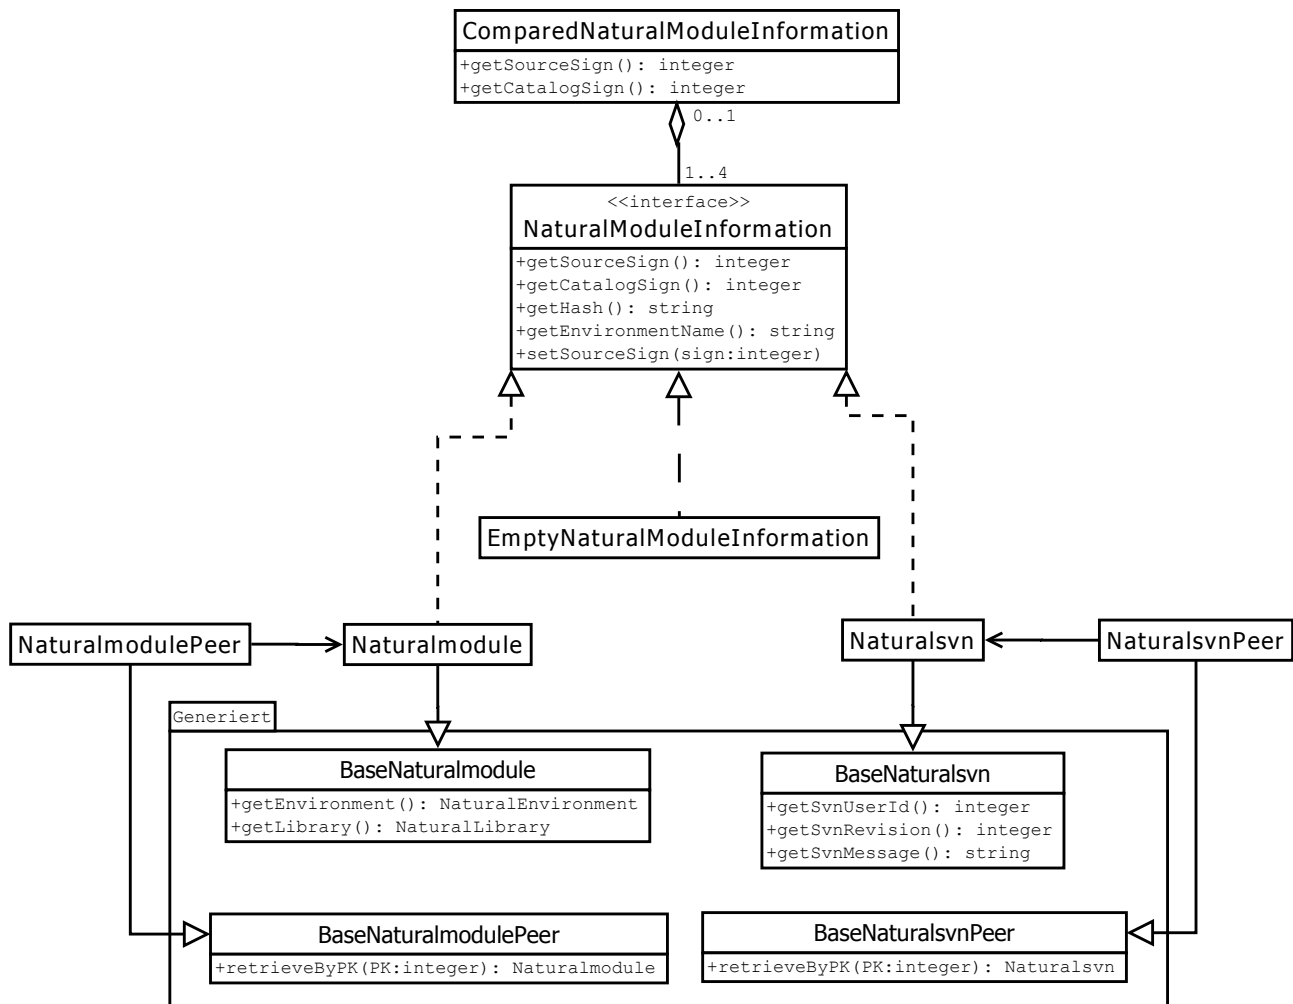 ComparedNaturalModuleInformation
+getSourceSign(): integer
+getCatalogSign(): integer
0..1
1..4
<<interface>>
NaturalModuleInformation
+getSourceSign(): integer
+getCatalogSign(): integer
+getHash(): string
+getEnvironmentName(): string
+setSourceSign(sign:integer)
EmptyNaturalModuleInformation
NaturalmodulePeer
Naturalmodule
Naturalsvn
NaturalsvnPeer
Generiert
BaseNaturalmodule
+getEnvironment(): NaturalEnvironment
+getLibrary(): NaturalLibrary
BaseNaturalsvn
+getSvnUserId(): integer
+getSvnRevision(): integer
+getSvnMessage(): string
BaseNaturalmodulePeer
+retrieveByPK(PK:integer): Naturalmodule
BaseNaturalsvnPeer
+retrieveByPK(PK:integer): Naturalsvn